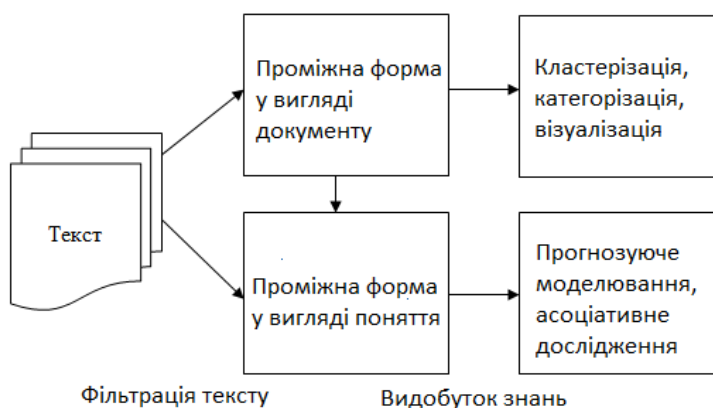 Текст
Проміжна форма
у вигляді
документу
Кластерізація,
категорізація,
візуалізація
Проміжна форма
у вигляді поняття
Прогнозуюче
моделювання,
асоціативне
дослідження
Фільтрація тексту
Видобуток знань